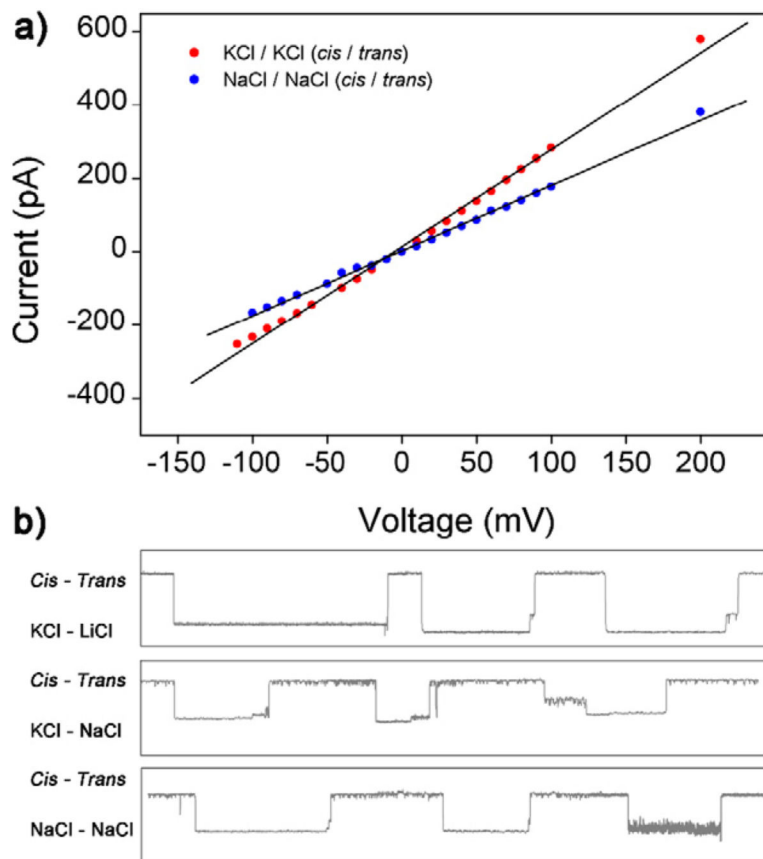 a)
600
400
200
0
-200
-400
Current (pA)
KCl / KCl (cis / trans)
NaCl / NaCl (cis / trans)
-150 -100 -50 0 50 100 150 200
Voltage (mV)
b)
Cis - Trans
KCl - LiCl
Cis - Trans
KCl - NaCl
Cis - Trans
NaCl - NaCl